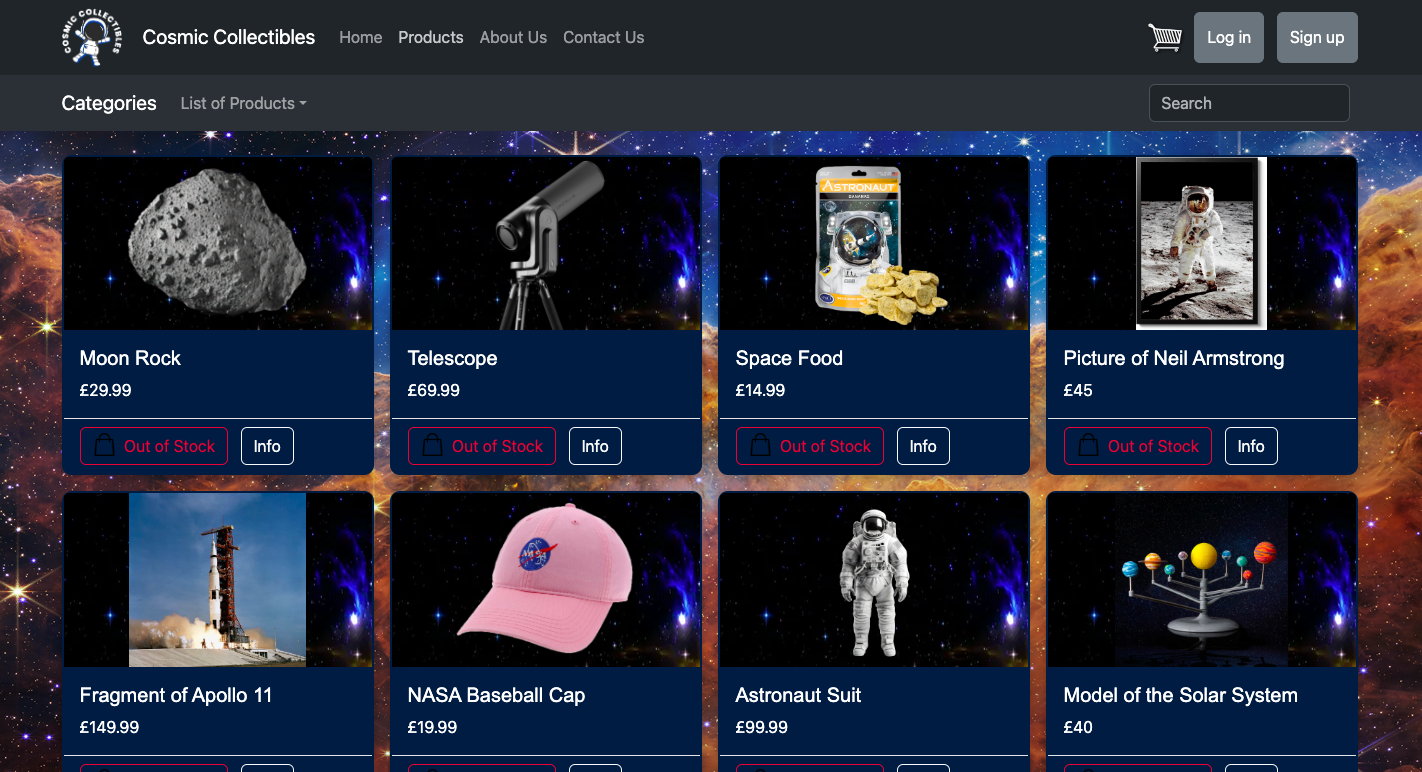 COSMIC COLLECTIBLES
Cosmic Collectibles Home Products About Us Contact Us Log in Sign up
Categories List of Products Search
ASTRONAUT
Moon Rock Telescope Space Food Picture of Neil Armstrong
£29.99 £69.99 £14.99 £45
Out of Stock Info Out of Stock Info Out of Stock Info Out of Stock Info
NASA
Fragment of Apollo 11 NASA Baseball Cap Astronaut Suit Model of the Solar System
£149.99 £19.99 £99.99 £40